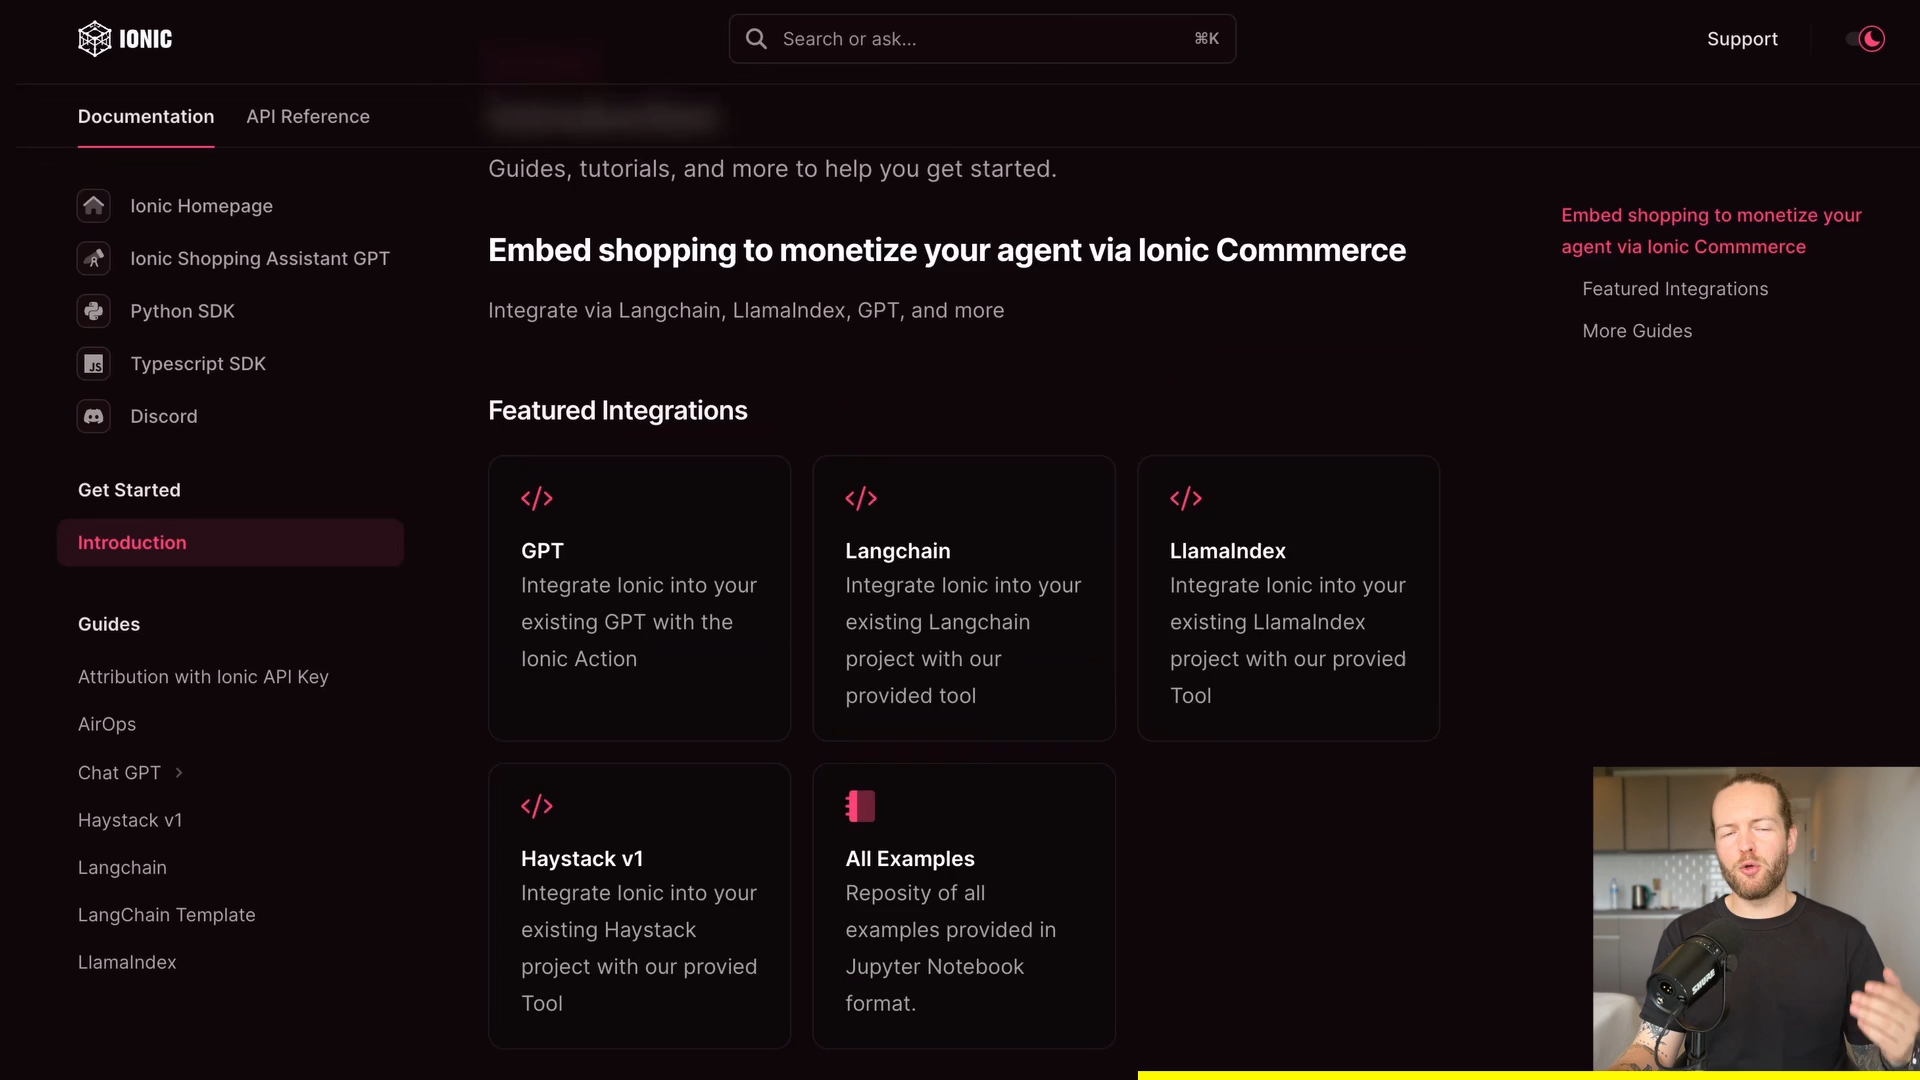 IONIC
Search or ask...
⌘K
Support
Documentation
API Reference
Guides, tutorials, and more to help you get started.
Ionic Homepage
Ionic Shopping Assistant GPT
Python SDK
Typescript SDK
Discord
Get Started
Introduction
Guides
Attribution with Ionic API Key
AirOps
Chat GPT
Haystack v1
Langchain
LangChain Template
LlamaIndex
Embed shopping to monetize your agent via Ionic Commmerce
Integrate via Langchain, LlamaIndex, GPT, and more
Featured Integrations
GPT
Integrate Ionic into your
existing GPT with the
Ionic Action
Langchain
Integrate Ionic into your
existing Langchain
project with our
provided tool
LlamaIndex
Integrate Ionic into your
existing LlamaIndex
project with our provied
Tool
Haystack v1
Integrate Ionic into your
existing Haystack
project with our provied
Tool
All Examples
Reposity of all
examples provided in
Jupyter Notebook
format.
Embed shopping to monetize your
agent via Ionic Commmerce
Featured Integrations
More Guides
JS
SHURE